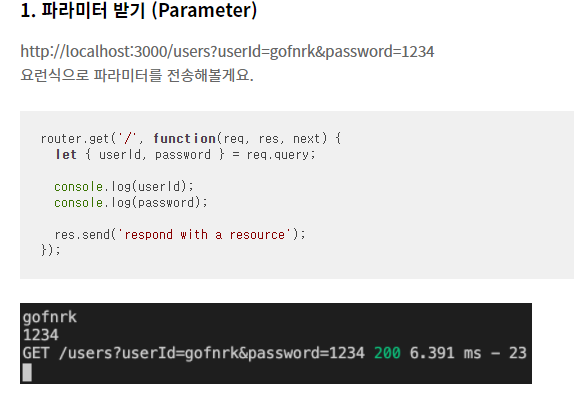 1. 파라미터 받기 (Parameter)
http://localhost:3000/users?userId=gofnrk&password=1234
요런식으로 파라미터를 전송해볼게요.
router.get('/', function(req, res, next) {
let { userId, password } = req.query;
console.log(userId);
console.log(password);
res.send('respond with a resource');
});
gofnrk
1234
GET /users?userId=gofnrk&password=1234 200 6.391 ms - 23